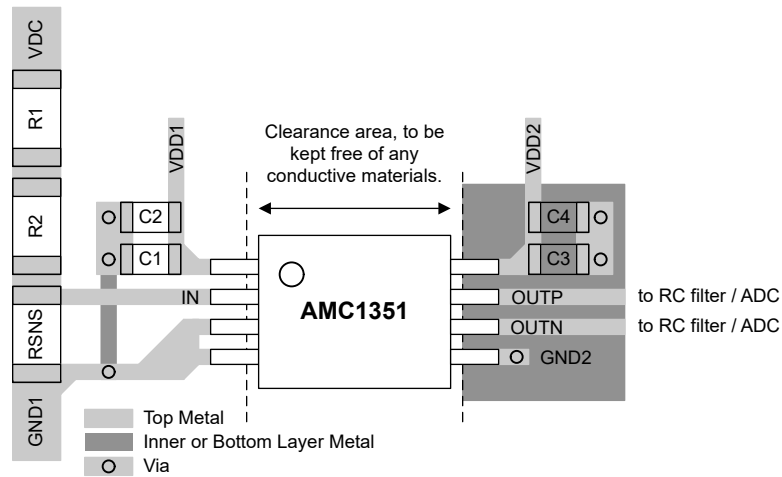 VDC
R1
R2
RSNS
GND1
VDD1
C2
C1
IN
Clearance area, to be
kept free of any
conductive materials.
AMC1351
VDD2
C4
C3
OUTP
to RC filter / ADC
OUTN
to RC filter / ADC
GND2
Top Metal
Inner or Bottom Layer Metal
Via